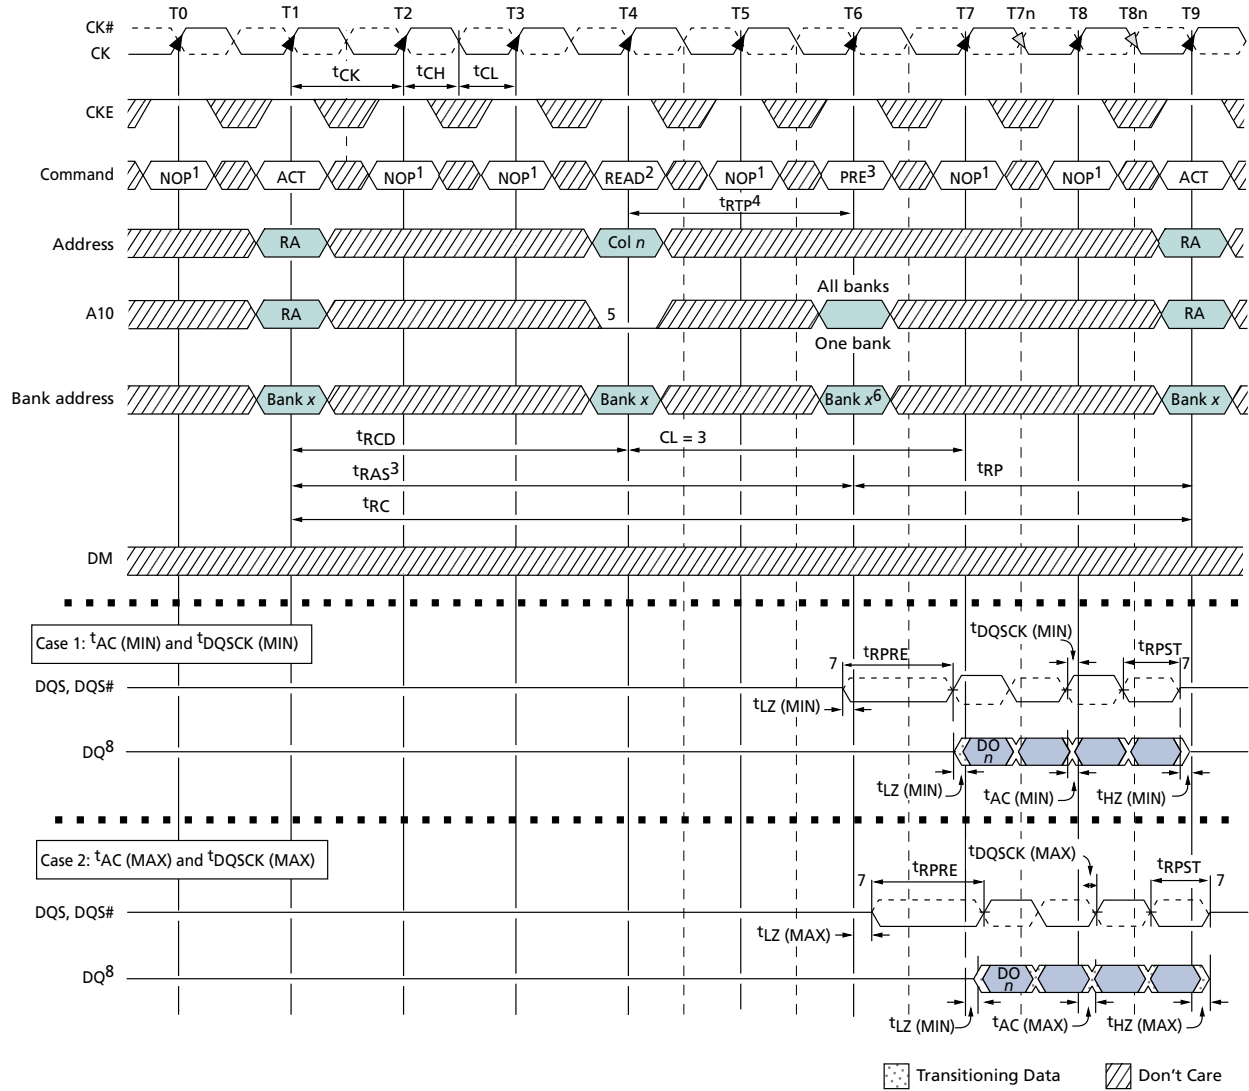 T0 T1 T2 T3 T4 T5 T6 T7 T7n T8 T8n T9
CK#
CK
tCK tCH tCL
CKE
Command NOP1 ACT NOP1 NOP1 READ2 NOP1 PRE3 NOP1 NOP1 ACT
tRTP4
Address RA Col n RA
All banks
A10 RA 5 RA
One bank
Bank address Bank x Bank x Bank x6 Bank x
tRCD CL = 3
tRAS3 tRP
tRC
DM
Case 1: tAC (MIN) and tDQSCK (MIN)
tDQSCK (MIN)
7 tRPRE tRPST 7
DQS, DQS#
tLZ (MIN)
DQ8 DO n
tLZ (MIN) tAC (MIN) tHZ (MIN)
Case 2: tAC (MAX) and tDQSCK (MAX)
tDQSCK (MAX)
7 tRPRE tRPST 7
DQS, DQS#
tLZ (MAX)
DQ8 DO n
tLZ (MIN) tAC (MAX) tHZ (MAX)
Transitioning Data Don't Care